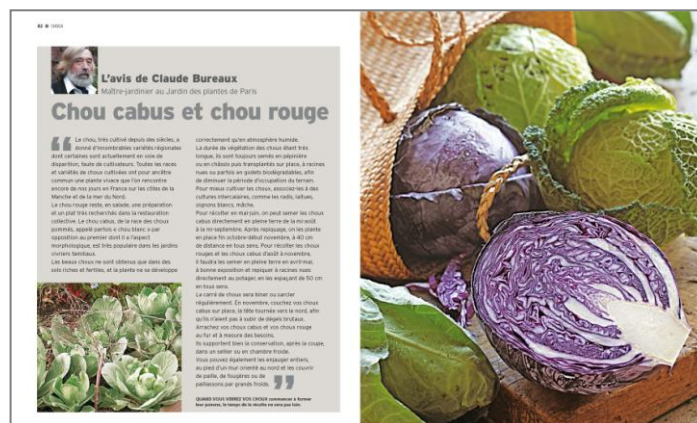 82 ■ CHOUX
L'avis de Claude Bureaux
Maître-jardinier au Jardin des plantes de Paris
Chou cabus et chou rouge
“ Le chou, très cultivé depuis des siècles, a
donné d'innombrables variétés régionales
dont certaines sont actuellement en voie de
disparition, faute de cultivateurs. Toutes les races
et variétés de choux cultivées ont pour ancêtre
commun une plante vivace que l'on rencontre
encore de nos jours en France sur les côtes de la
Manche et de la mer du Nord.
Le chou rouge reste, en salade, une préparation
et un plat très recherchés dans la restauration
collective. Le chou cabus, de la race des choux
pommés, appelé parfois « chou blanc » par
opposition au premier dont il a l'aspect
morphologique, est très populaire dans les jardins
vivriers familiaux.
Les beaux choux ne sont obtenus que dans des
sols riches et fertiles, et la plante ne se développe
correctement qu'en atmosphère humide.
La durée de végétation des choux étant très
longue, ils sont toujours semés en pépinière
ou en châssis puis transplantés sur place, à racines
nues ou parfois en godets biodégradables, afin
de diminuer la période d'occupation du terrain.
Pour mieux cultiver les choux, associez-les à des
cultures intercalaires, comme les radis, laitues,
oignons blancs, mâche.
Pour récolter en mai-juin, on peut semer les choux
cabus directement en pleine terre de la mi-août
à la mi-septembre. Après repiquage, on les plante
en place fin octobre-début novembre, à 40 cm
de distance en tous sens. Pour récolter les choux
rouges et les choux cabus d'août à novembre,
il faudra les semer en pleine terre en avril-mai,
à bonne exposition et repiquer à racines nues
directement au potager, en les espaçant de 50 cm
en tous sens.
Le carré de choux sera biner ou sarcler
régulièrement. En novembre, couchez vos choux
cabus sur place, la tête tournée vers le nord, afin
qu'ils n'aient pas à subir de dégels brutaux.
Arrachez vos choux cabus et vos choux rouge
au fur et à mesure des besoins.
Ils supportent bien la conservation, après la coupe,
dans un sellier ou en chambre froide.
Vous pouvez également les enjauger entiers,
au pied d'un mur orienté au nord et les couvrir
de paille, de fougères ou de
paillassons par grands froids. ”
QUAND VOUS VERREZ VOS CHOUX commencer à former
leur pomme, le temps de la récolte ne sera pas loin.